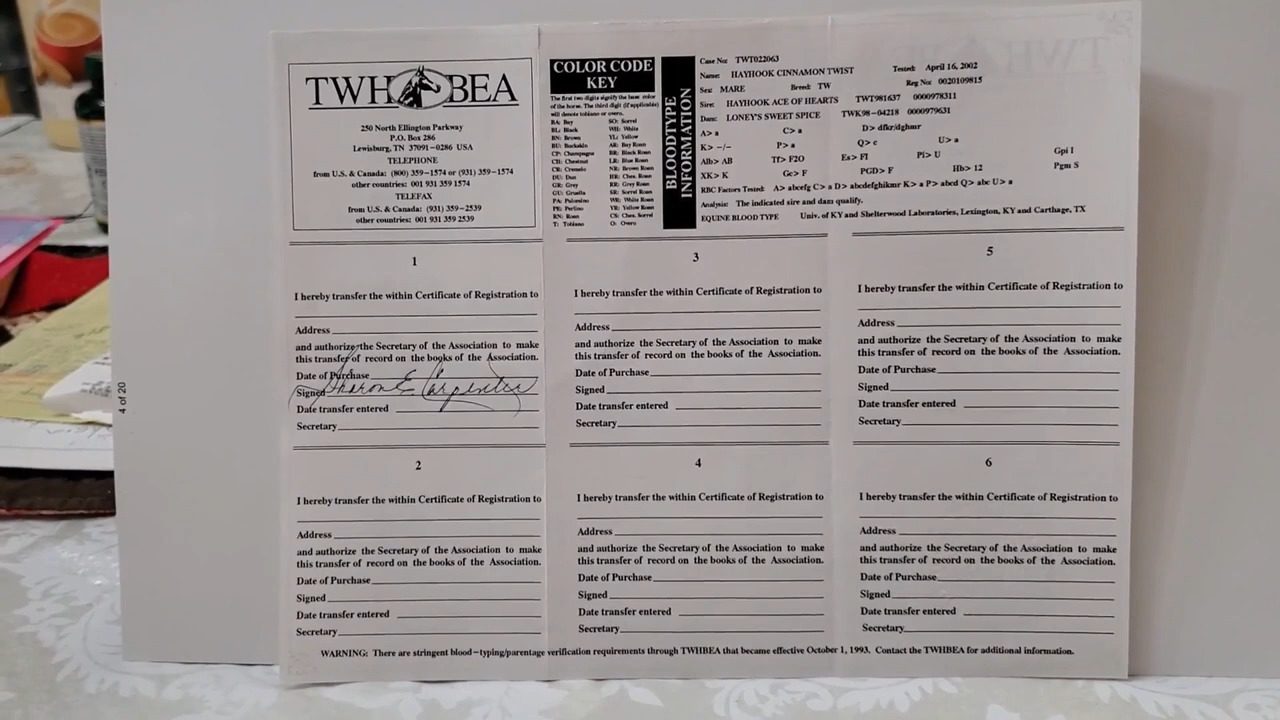 TWHBEA
250 North Ellington Parkway
P.O. Box 286
Lewisburg, TN 37091-0286 USA
TELEPHONE
from U.S. & Canada: (800) 359-1574 or (931) 359-1574
other countries: 001 931 359 1574
TELEFAX
from U.S. & Canada: (931) 359-2539
other countries: 001 931 359 2539
COLOR CODE
KEY
The first two digits signify the base color
of the horse. The third digit (if applicable)
will denote tobiano or overo.
BA: Bay SO: Sorrel
BL: Black WH: White
BN: Brown YL: Yellow
BU: Buckskin AR: Bay Roan
CP: Champagne BR: Black Roan
CH: Chestnut LR: Blue Roan
CR: Cremello NR: Brown Roan
DU: Dun HR: Ches. Roan
GR: Grey RR: Grey Roan
GU: Gruella SR: Sorrel Roan
PA: Palomino WR: White Roan
PE: Perlino YR: Yellow Roan
RN: Roan CS: Ches. Sorrel
T: Tobiano O: Overo
BLOODTYPE
INFORMATION
Case No: TWT022063 Tested: April 16, 2002
Name: HAYHOOK CINNAMON TWIST Reg No: 0020109815
Sex: MARE Breed: TW
Sire: HAYHOOK ACE OF HEARTS TWT981637 0000978311
Dam: LONEY'S SWEET SPICE TWK98-04218 0000979631
A> a C> a D> dfkr/dghmr
K> -/- P> a Q> c U> a
Alb> AB Tf> F2O Es> FI Pi> U Gpi I
XK> K Gc> F PGD> F Hb> 12 Pgm S
RBC Factors Tested: A> abcefg C> a D> abcdefghikmr K> a P> abcd Q> abc U> a
Analysis: The indicated sire and dam qualify.
EQUINE BLOOD TYPE Univ. of KY and Shelterwood Laboratories, Lexington, KY and Carthage, TX
1
I hereby transfer the within Certificate of Registration to
Address
and authorize the Secretary of the Association to make
this transfer of record on the books of the Association.
Date of Purchase
Signed Sharon E Carpenter
Date transfer entered
Secretary
2
I hereby transfer the within Certificate of Registration to
Address
and authorize the Secretary of the Association to make
this transfer of record on the books of the Association.
Date of Purchase
Signed
Date transfer entered
Secretary
3
I hereby transfer the within Certificate of Registration to
Address
and authorize the Secretary of the Association to make
this transfer of record on the books of the Association.
Date of Purchase
Signed
Date transfer entered
Secretary
4
I hereby transfer the within Certificate of Registration to
Address
and authorize the Secretary of the Association to make
this transfer of record on the books of the Association.
Date of Purchase
Signed
Date transfer entered
Secretary
5
I hereby transfer the within Certificate of Registration to
Address
and authorize the Secretary of the Association to make
this transfer of record on the books of the Association.
Date of Purchase
Signed
Date transfer entered
Secretary
6
I hereby transfer the within Certificate of Registration to
Address
and authorize the Secretary of the Association to make
this transfer of record on the books of the Association.
Date of Purchase
Signed
Date transfer entered
Secretary
WARNING: There are stringent blood-typing/parentage verification requirements through TWHBEA that became effective October 1, 1993. Contact the TWHBEA for additional information.
4 of 20